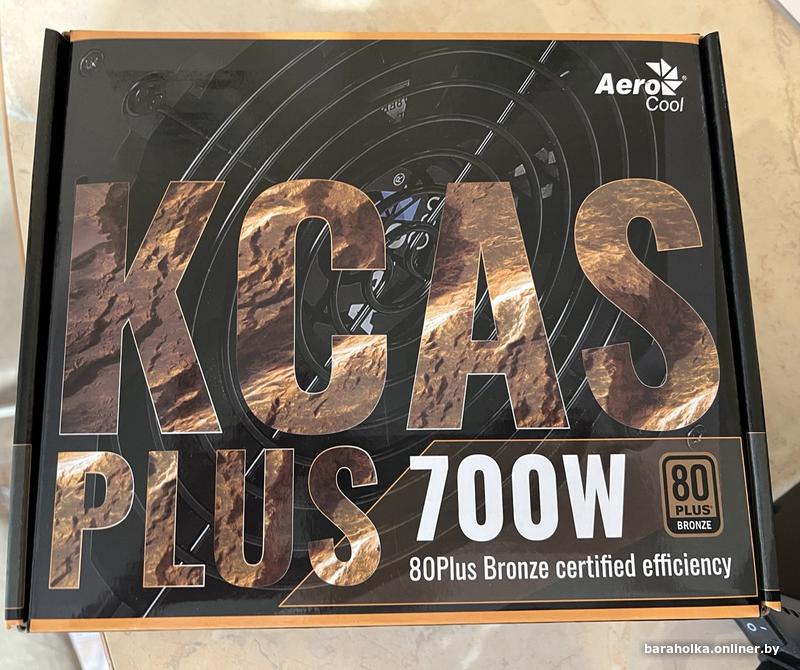 Aero
Cool
KCAS
PLUS
700W
80
PLUS
BRONZE
80Plus Bronze certified efficiency
baraholka.onliner.by